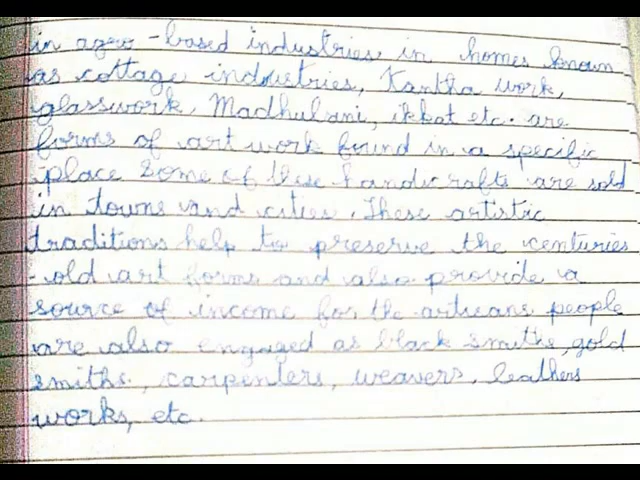 in agro-based industries in homes known
as cottage industries, Kantha work,
glasswork, Madhubani, ikkat etc. are
forms of art work found in a specific
place Some of these handicrafts are sold
in towns and cities. These artistic
traditions help to preserve the centuries
-old art forms and also provide a
source of income for the artisans people
are also engaged as black smiths, gold
smiths, carpenters, weavers, leathers
works, etc.